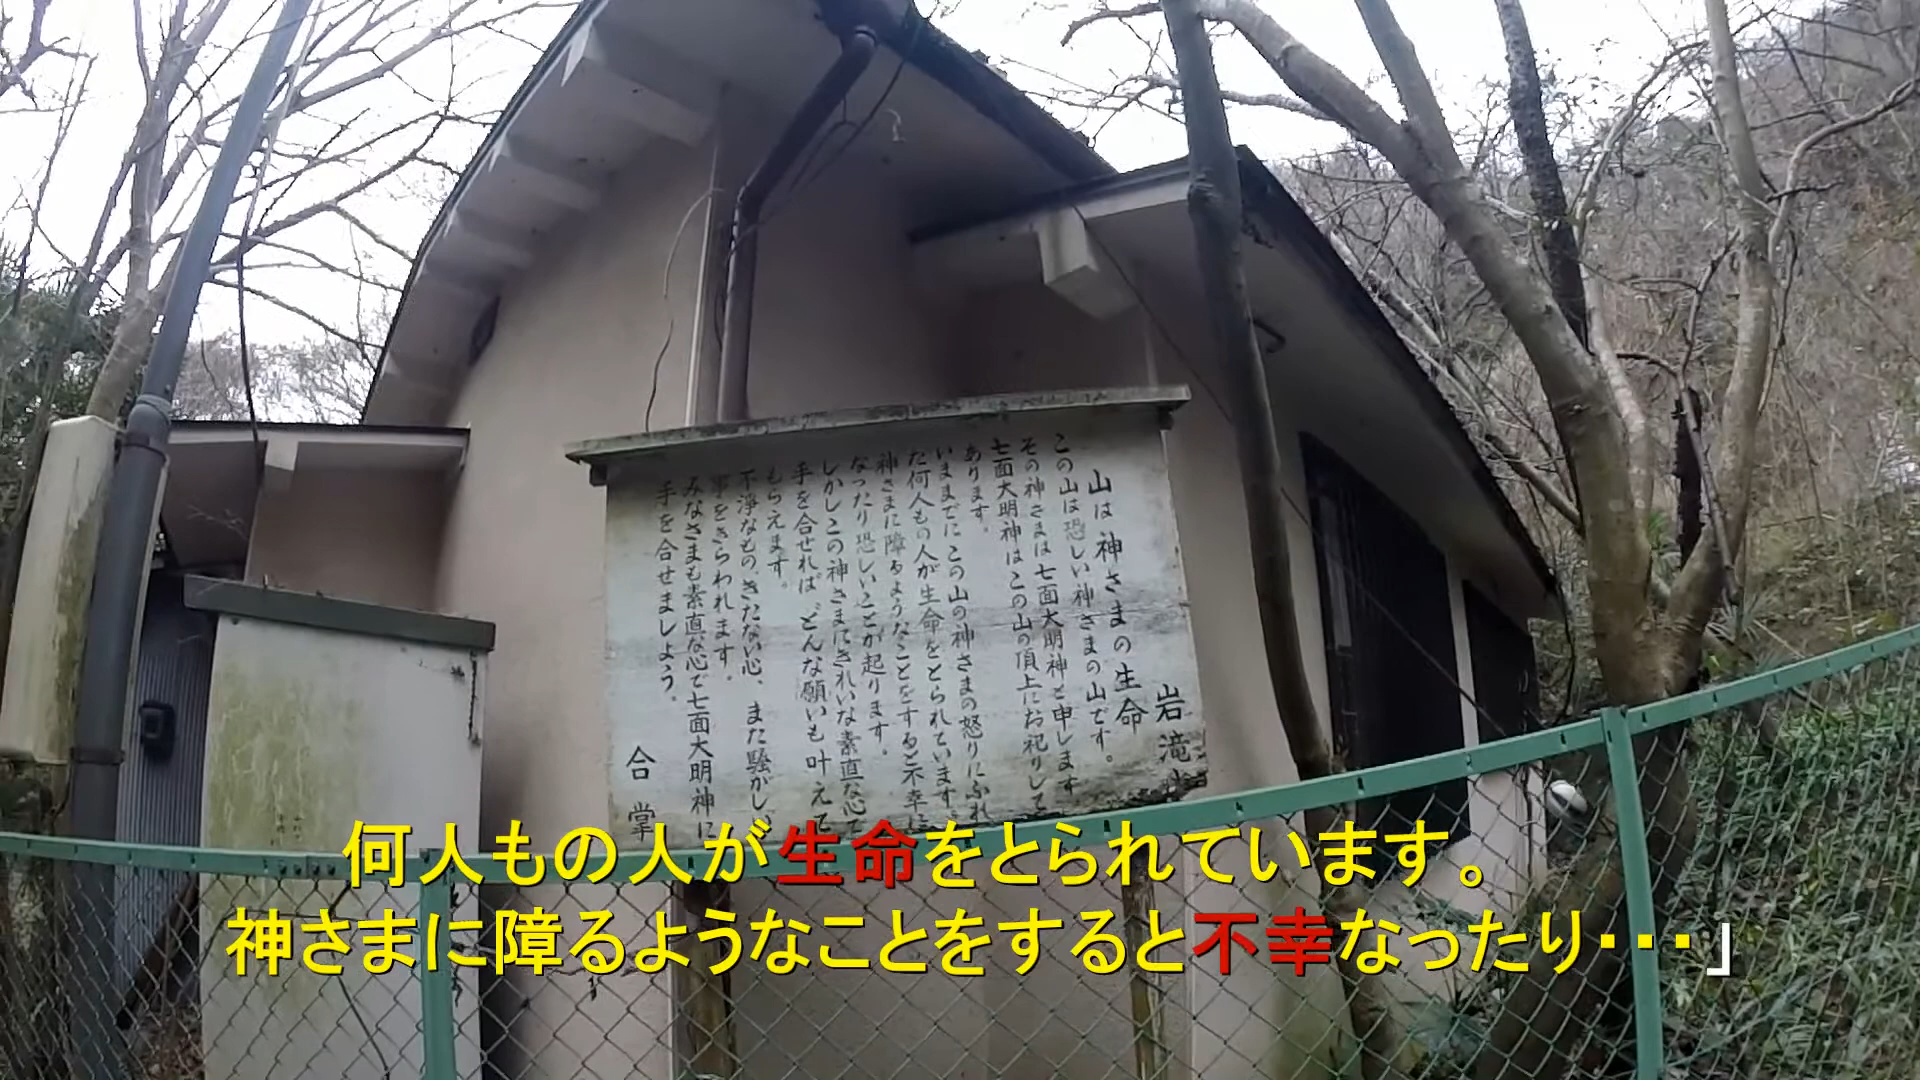 岩滝山
山は神さまの生命
この山は恐しい神さまの山です。
その神さまは七面大明神と申します
七面大明神はこの山の頂上にお祀りして
あります。
いままでにこの山の神さまの怒りにふれ
た何人もの人が生命をとられています
神さまに障るようなことをすると不幸に
なったり恐しいことが起ります。
しかしこの神さまにきれいな素直な心で
手を合せれば どんな願いも叶えて
もらえます。
不浄なもの、きたない心、また騒がしい
事をきらわれます。
みなさまも素直な心で七面大明神に
手を合せましよう。
合掌
何人もの人が生命をとられています。
神さまに障るようなことをすると不幸なったり・・・」